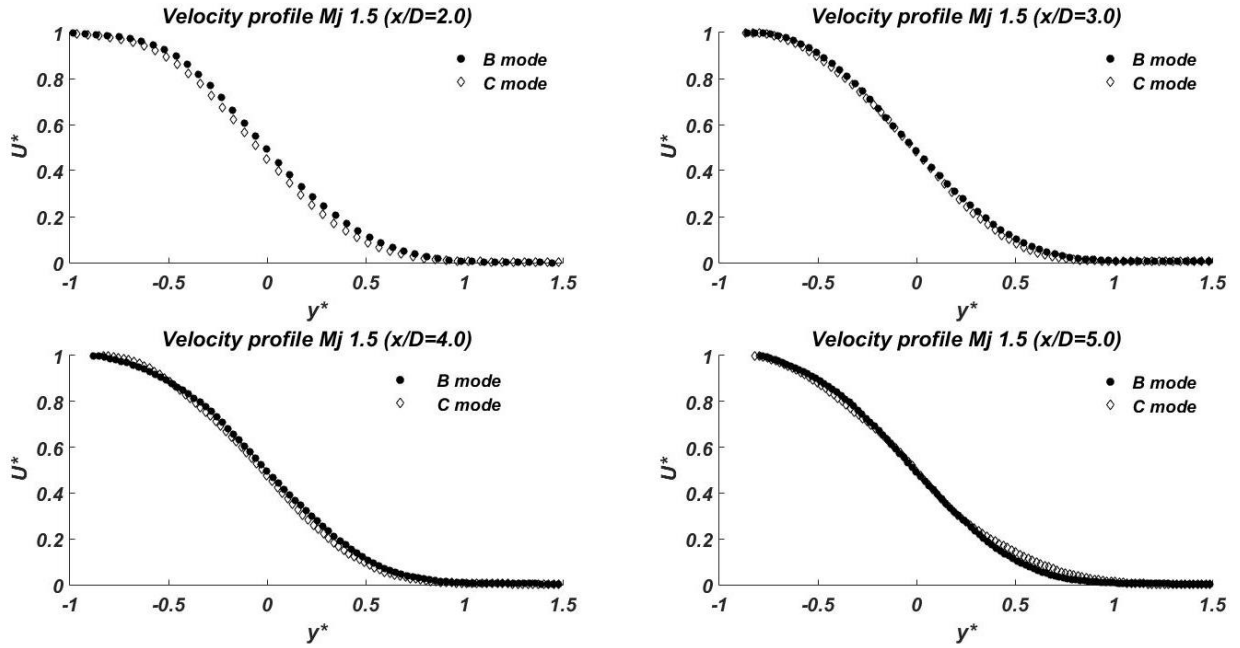 Velocity profile Mj 1.5 (x/D=2.0)
1
0.8
0.6
0.4
0.2
0
U*
-1 -0.5 0 0.5 1 1.5
y*
B mode
C mode
Velocity profile Mj 1.5 (x/D=3.0)
1
0.8
0.6
0.4
0.2
0
U*
-1 -0.5 0 0.5 1 1.5
y*
B mode
C mode
Velocity profile Mj 1.5 (x/D=4.0)
1
0.8
0.6
0.4
0.2
0
U*
-1 -0.5 0 0.5 1 1.5
y*
B mode
C mode
Velocity profile Mj 1.5 (x/D=5.0)
1
0.8
0.6
0.4
0.2
0
U*
-1 -0.5 0 0.5 1 1.5
y*
B mode
C mode